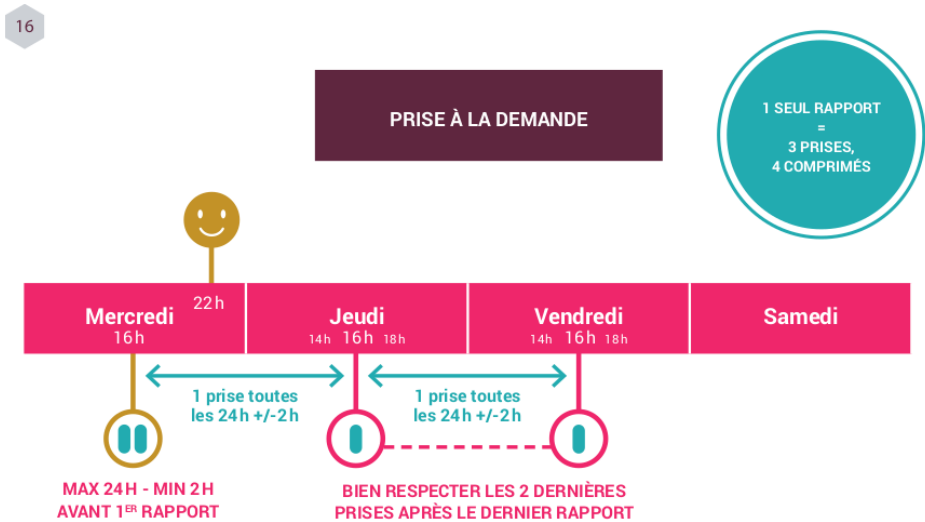 16
PRISE À LA DEMANDE
1 SEUL RAPPORT
=
3 PRISES,
4 COMPRIMÉS
22h
Mercredi
16h
Jeudi
14h 16h 18h
Vendredi
14h 16h 18h
Samedi
1 prise toutes
les 24h +/-2h
1 prise toutes
les 24h +/-2h
MAX 24H - MIN 2H
AVANT 1ER RAPPORT
BIEN RESPECTER LES 2 DERNIÈRES
PRISES APRÈS LE DERNIER RAPPORT